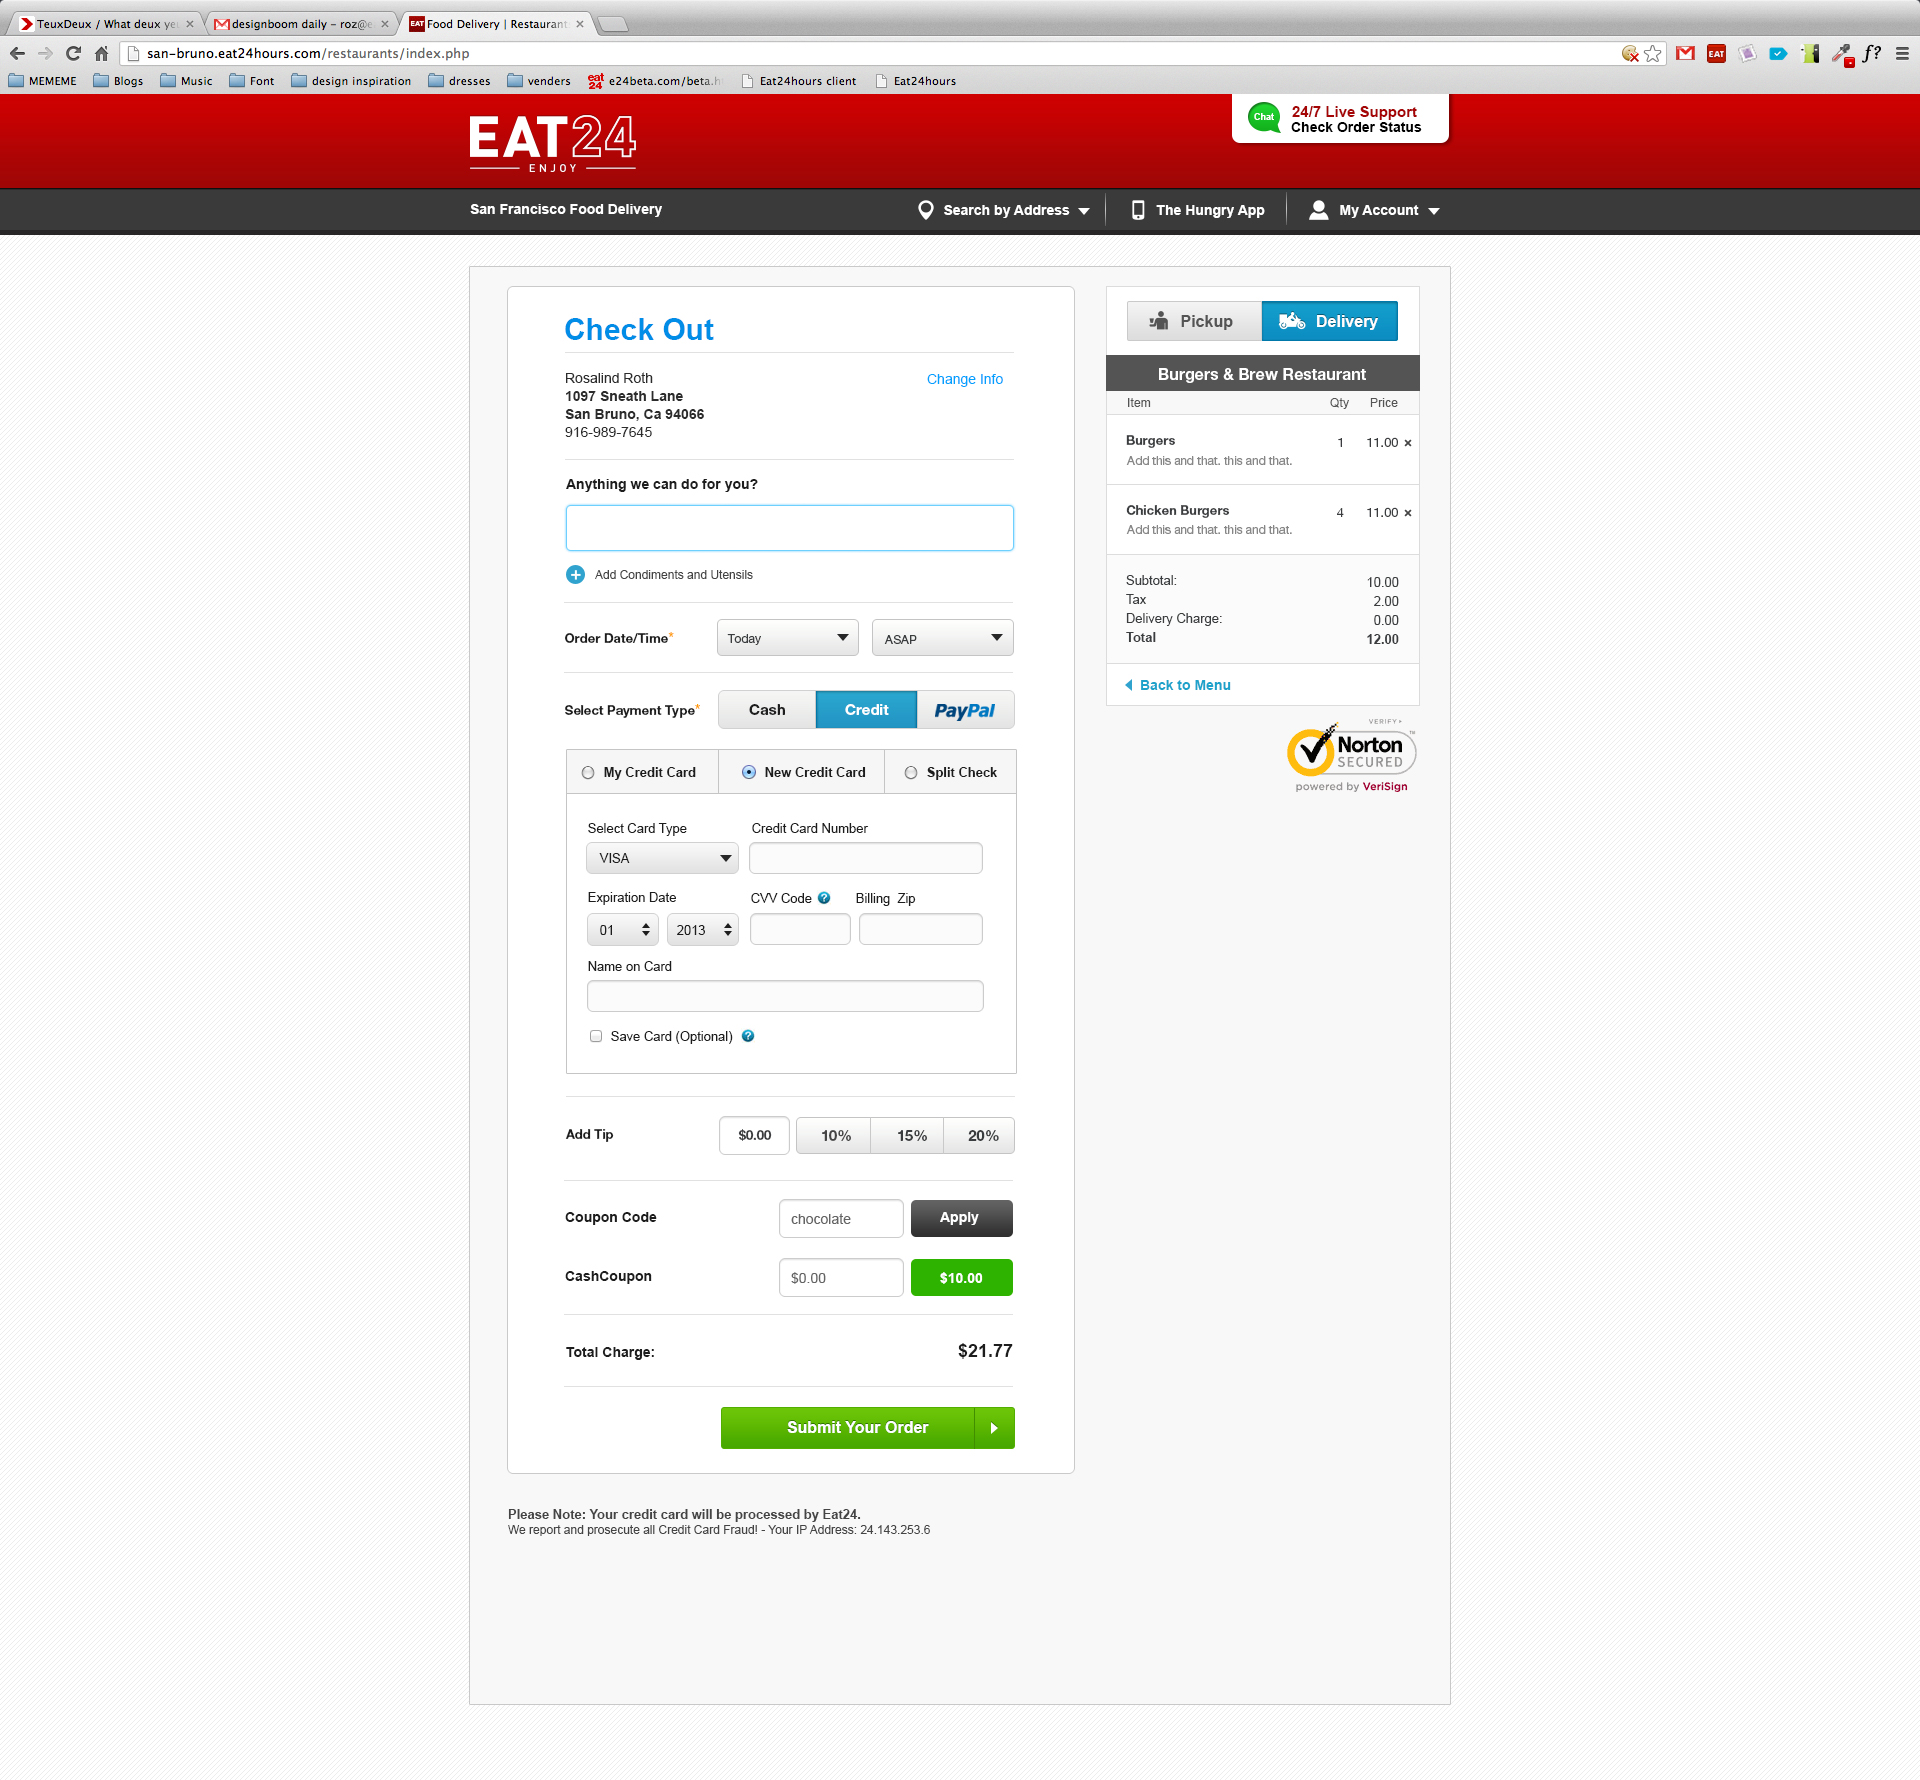 TeuxDeux / What deux ye
designboom daily – roz@e
EAT Food Delivery | Restaurant
san-bruno.eat24hours.com/restaurants/index.php
EAT
f?
MEMEME Blogs Music Font design inspiration dresses venders eat 24 e24beta.com/beta.h Eat24hours client Eat24hours
EAT24
ENJOY
Chat
24/7 Live Support
Check Order Status
San Francisco Food Delivery
Search by Address
The Hungry App
My Account
Check Out
Rosalind Roth
1097 Sneath Lane
San Bruno, Ca 94066
916-989-7645
Change Info
Anything we can do for you?
Add Condiments and Utensils
Order Date/Time* Today ASAP
Select Payment Type* Cash Credit PayPal
My Credit Card New Credit Card Split Check
Select Card Type Credit Card Number
VISA
Expiration Date CVV Code ? Billing Zip
01 2013
Name on Card
Save Card (Optional) ?
Add Tip $0.00 10% 15% 20%
Coupon Code chocolate Apply
CashCoupon $0.00 $10.00
Total Charge: $21.77
Submit Your Order
Please Note: Your credit card will be processed by Eat24.
We report and prosecute all Credit Card Fraud! - Your IP Address: 24.143.253.6
Pickup Delivery
Burgers & Brew Restaurant
Item Qty Price
Burgers 1 11.00 ×
Add this and that. this and that.
Chicken Burgers 4 11.00 ×
Add this and that. this and that.
Subtotal: 10.00
Tax 2.00
Delivery Charge: 0.00
Total 12.00
Back to Menu
VERIFY
Norton ™
SECURED
powered by VeriSign